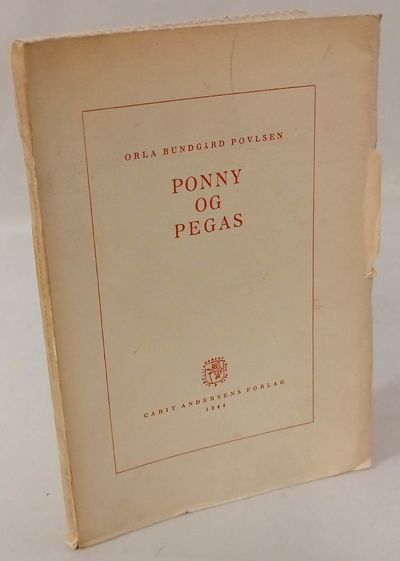 ORLA BUNDGÅRD POVLSEN
PONNY
OG
PEGAS
CARIT ANDERSENS FORLAG
1944